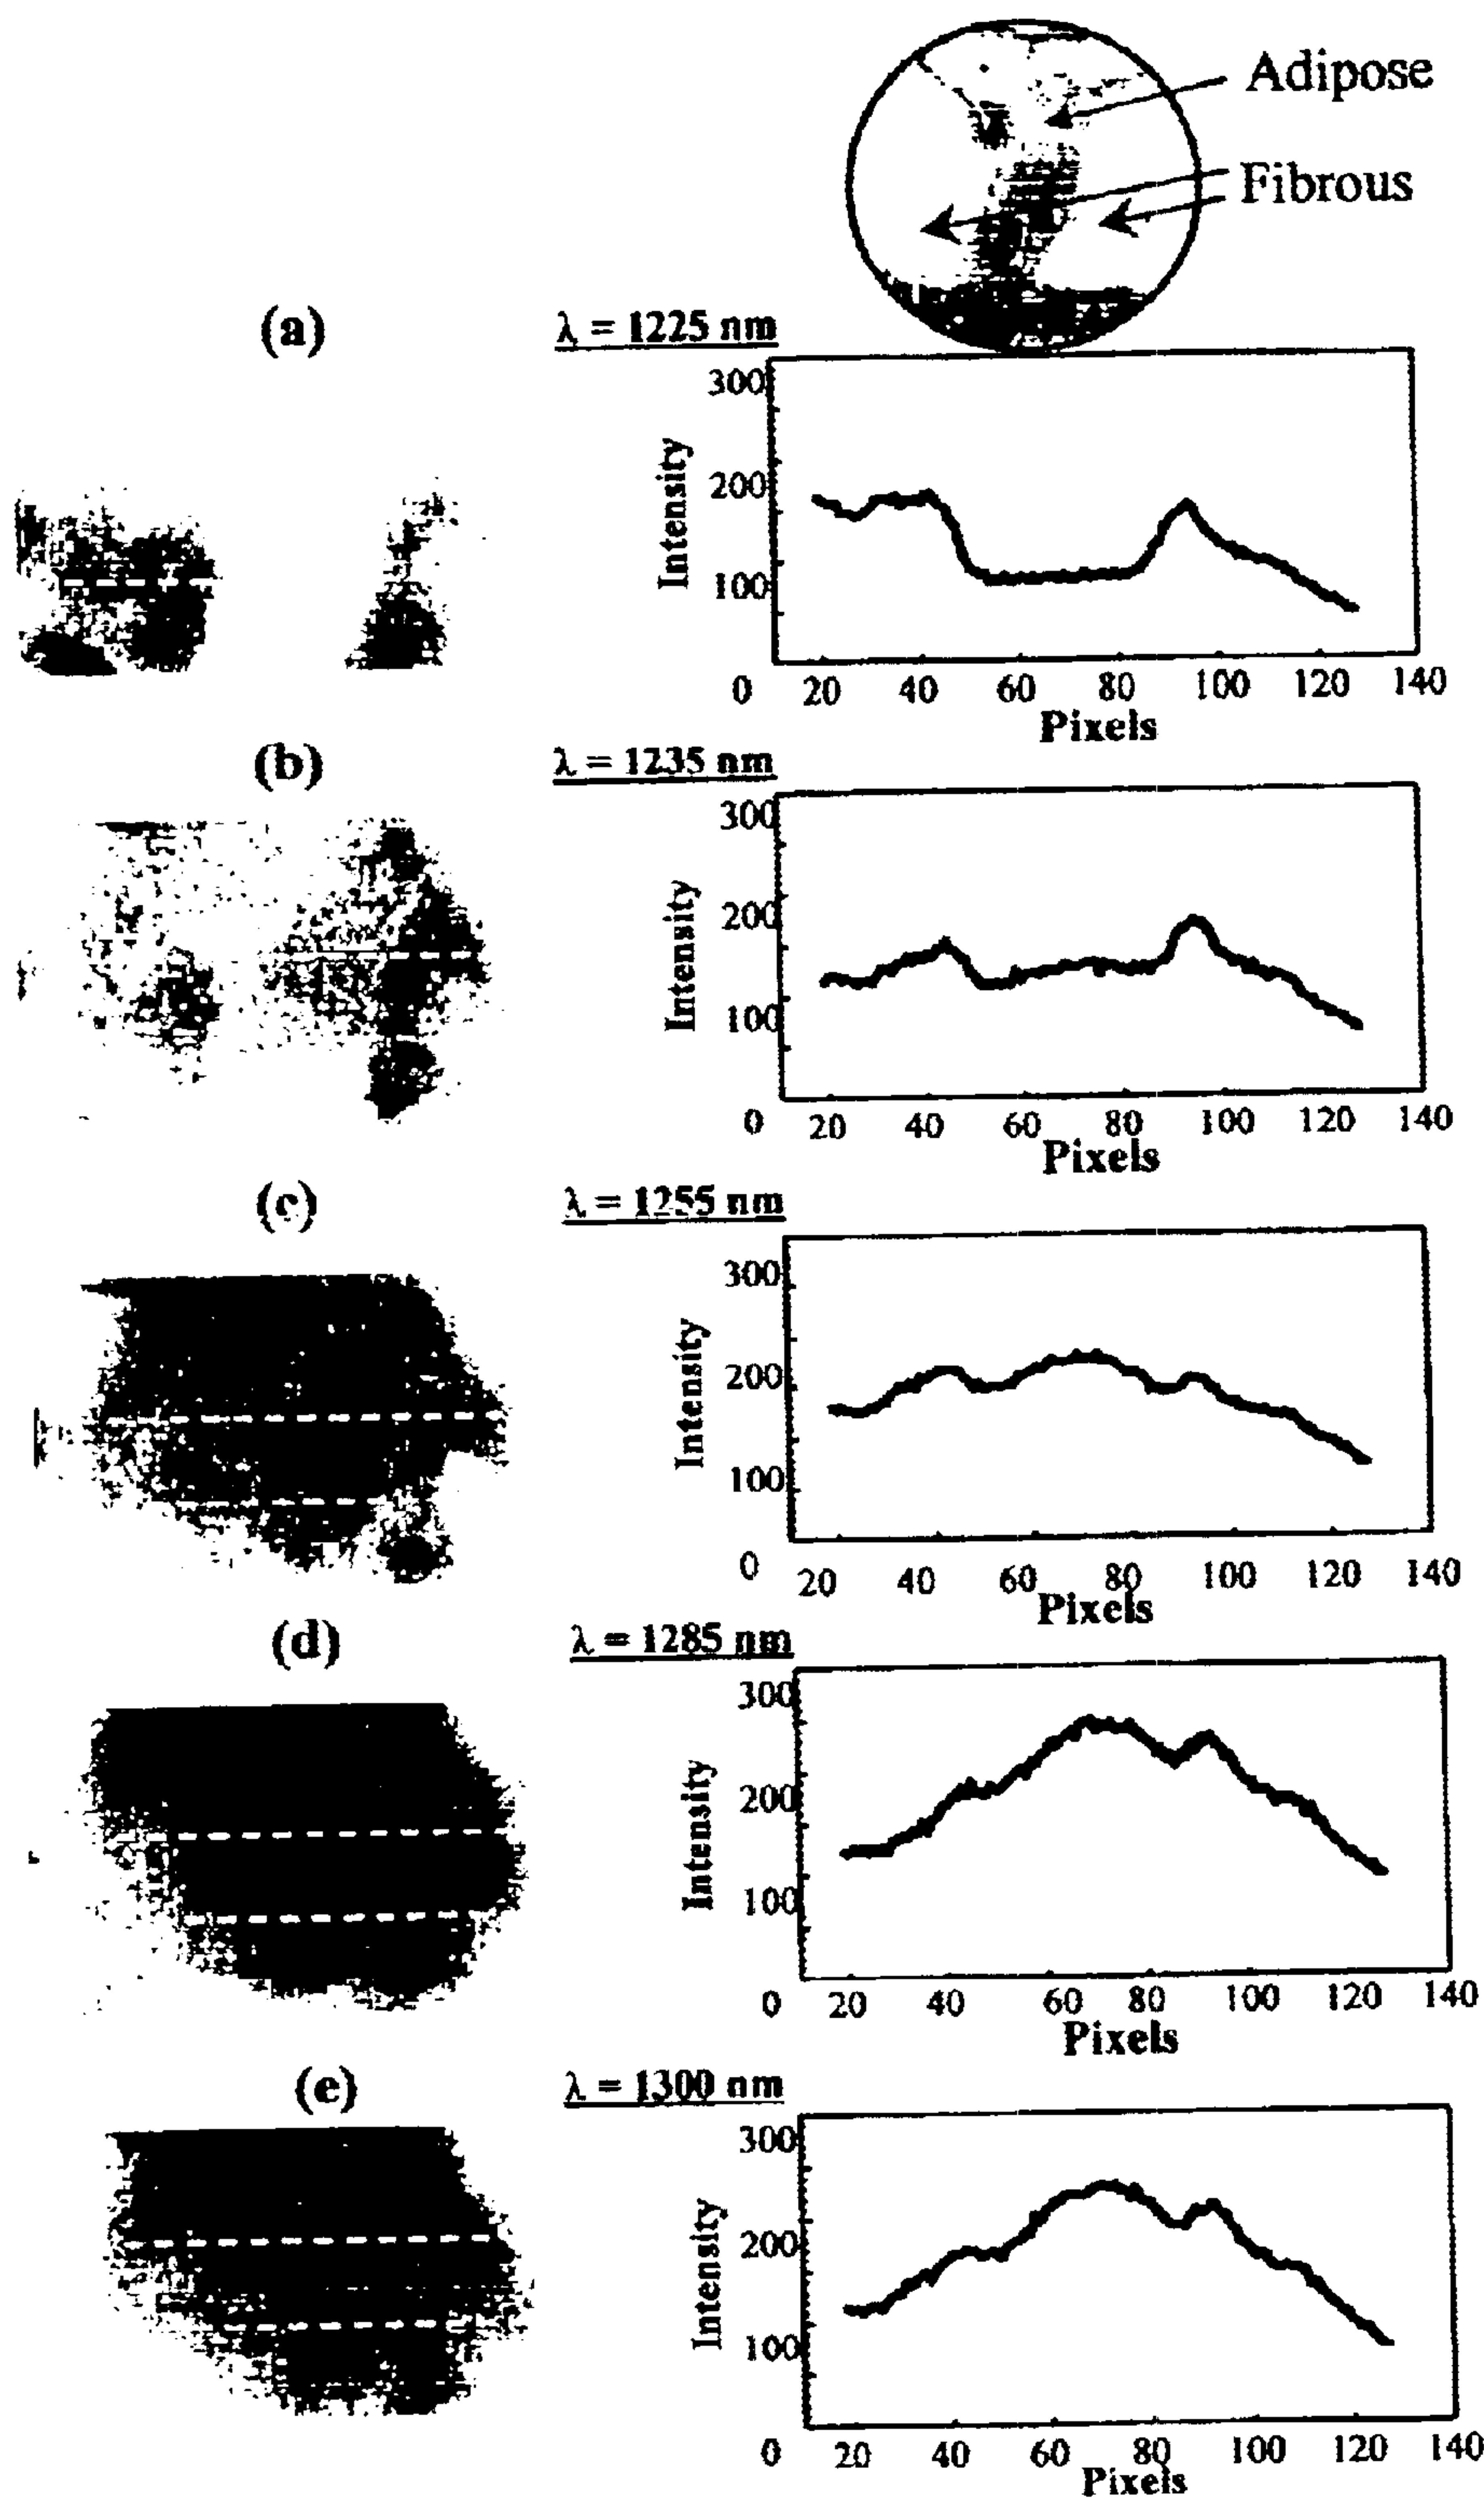 Adipose
Fibrous
(a)
λ = 1225 nm
300
200
100
Intensity
0 20 40 60 80 100 120 140
Pixels
(b)
λ = 1235 nm
300
200
100
Intensity
0 20 40 60 80 100 120 140
Pixels
(c)
λ = 1255 nm
300
200
100
Intensity
0 20 40 60 80 100 120 140
Pixels
(d)
λ = 1285 nm
300
200
100
Intensity
0 20 40 60 80 100 120 140
Pixels
(e)
λ = 1300 nm
300
200
100
Intensity
0 20 40 60 80 100 120 140
Pixels